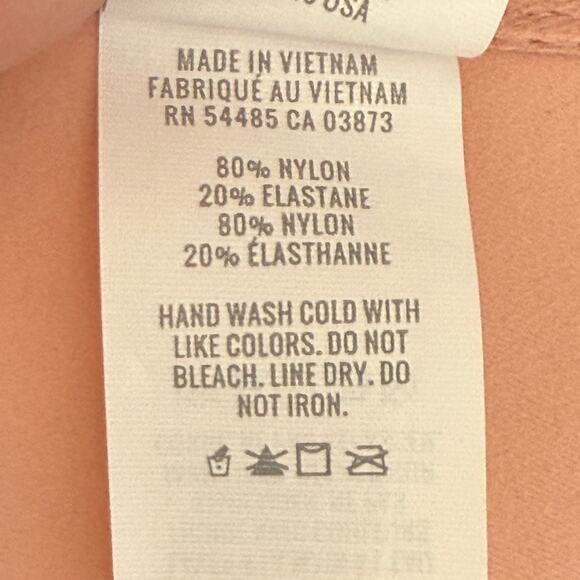 USA
MADE IN VIETNAM
FABRIQUÉ AU VIETNAM
RN 54485 CA 03873
80% NYLON
20% ELASTANE
80% NYLON
20% ÉLASTHANNE
HAND WASH COLD WITH
LIKE COLORS. DO NOT
BLEACH. LINE DRY. DO
NOT IRON.